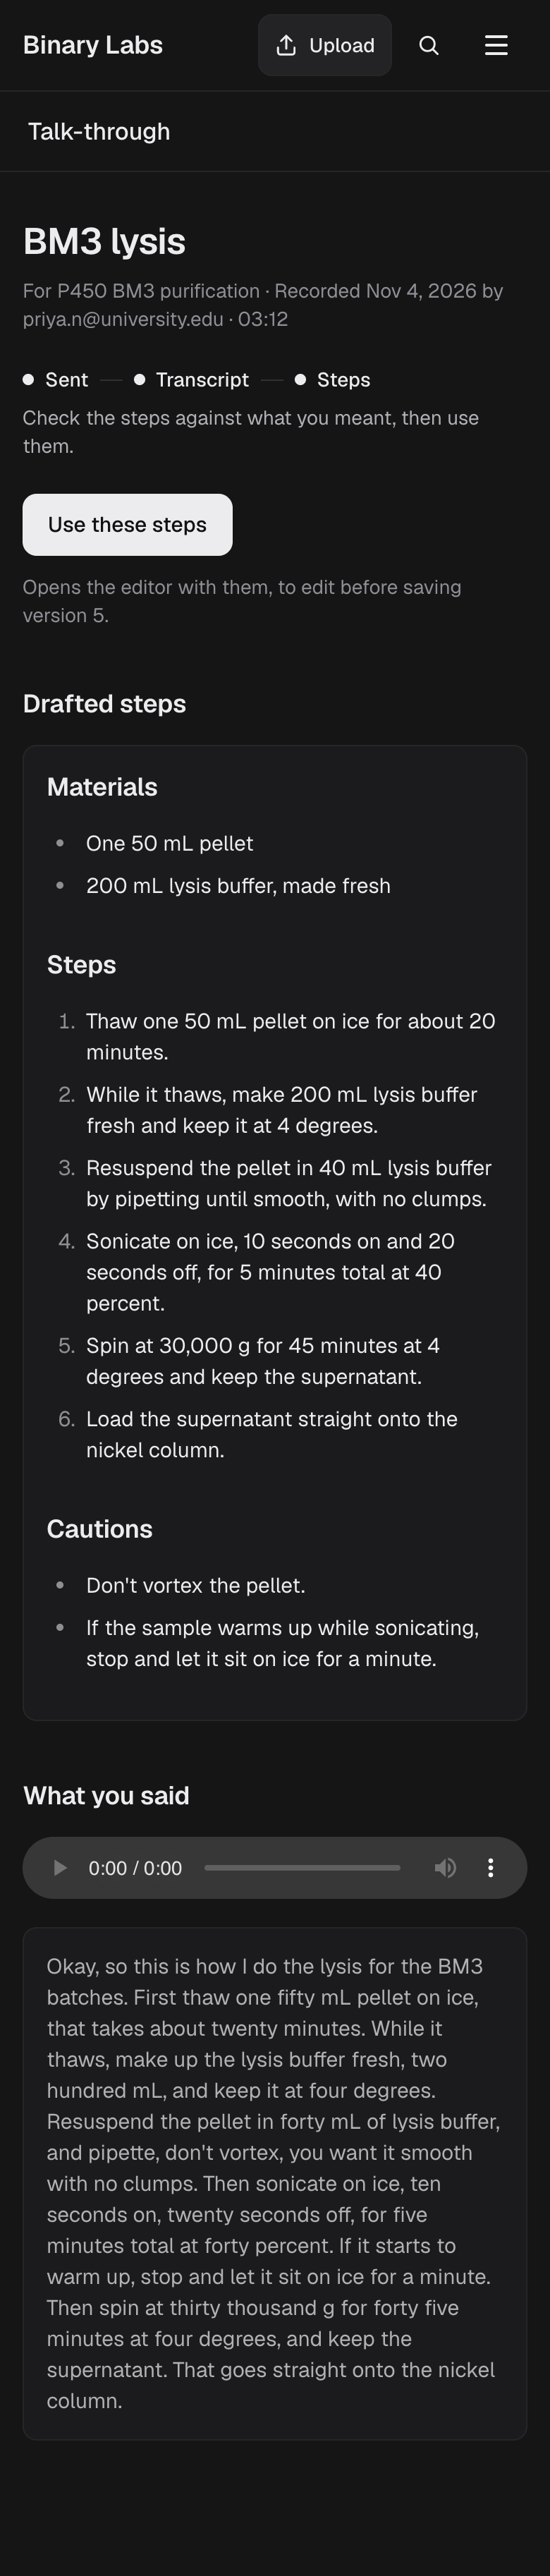 Binary Labs
Upload
Talk-through
BM3 lysis
For P450 BM3 purification · Recorded Nov 4, 2026 by
priya.n@university.edu · 03:12
Sent — Transcript — Steps
Check the steps against what you meant, then use
them.
Use these steps
Opens the editor with them, to edit before saving
version 5.
Drafted steps
Materials
• One 50 mL pellet
• 200 mL lysis buffer, made fresh
Steps
1. Thaw one 50 mL pellet on ice for about 20
minutes.
2. While it thaws, make 200 mL lysis buffer
fresh and keep it at 4 degrees.
3. Resuspend the pellet in 40 mL lysis buffer
by pipetting until smooth, with no clumps.
4. Sonicate on ice, 10 seconds on and 20
seconds off, for 5 minutes total at 40
percent.
5. Spin at 30,000 g for 45 minutes at 4
degrees and keep the supernatant.
6. Load the supernatant straight onto the
nickel column.
Cautions
• Don't vortex the pellet.
• If the sample warms up while sonicating,
stop and let it sit on ice for a minute.
What you said
0:00 / 0:00
Okay, so this is how I do the lysis for the BM3
batches. First thaw one fifty mL pellet on ice,
that takes about twenty minutes. While it
thaws, make up the lysis buffer fresh, two
hundred mL, and keep it at four degrees.
Resuspend the pellet in forty mL of lysis buffer,
and pipette, don't vortex, you want it smooth
with no clumps. Then sonicate on ice, ten
seconds on, twenty seconds off, for five
minutes total at forty percent. If it starts to
warm up, stop and let it sit on ice for a minute.
Then spin at thirty thousand g for forty five
minutes at four degrees, and keep the
supernatant. That goes straight onto the nickel
column.